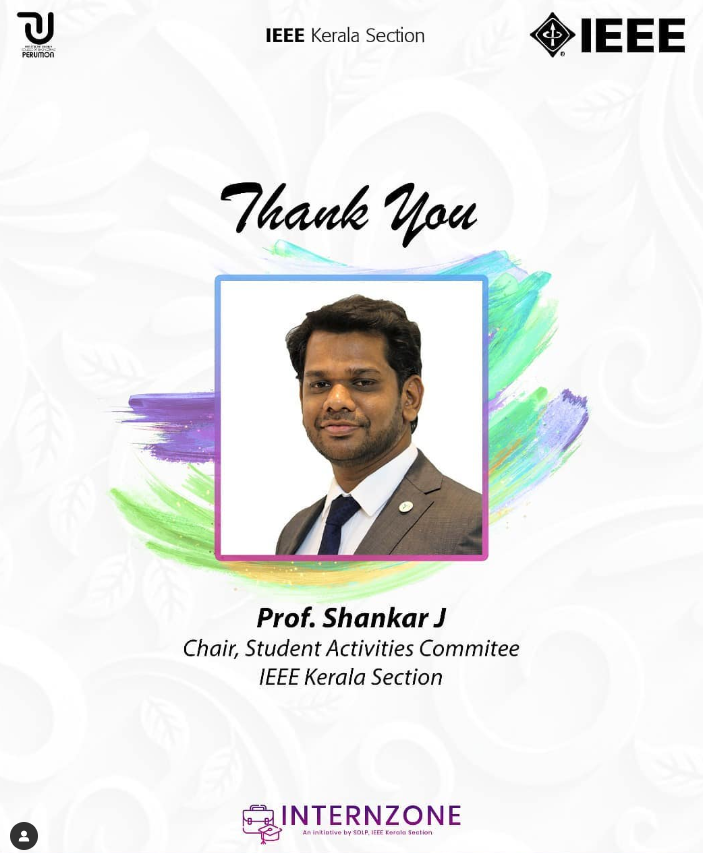 PERUMON
IEEE Kerala Section
IEEE
Thank You
Prof. Shankar J
Chair, Student Activities Commitee
IEEE Kerala Section
INTERNZONE
An initiative by SDLP, IEEE Kerala Section